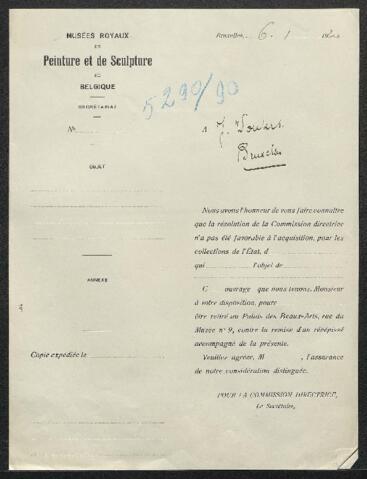 MUSÉES ROYAUX
DE
Peinture et de Sculpture
DE
BELGIQUE
SECRÉTARIAT
N°
OBJET
ANNEXE
Copie expédiée le
Bruxelles, 6. 1
5290/90
A J.
Bruxelles
Nous avons l'honneur de vous faire connaître
que la résolution de la Commission directrice
n'a pas été favorable à l'acquisition, pour les
collections de l'État, d
qui l'objet de
C ouvrage que nous tenons, Monsieur
à votre disposition, pourra
être retiré au Palais des Beaux-Arts, rue du
Musée n° 9, contre la remise d'un récépissé
accompagné de la présente.
Veuillez agréer, M , l'assurance
de notre considération distinguée.
POUR LA COMMISSION DIRECTRICE,
Le Secrétaire,